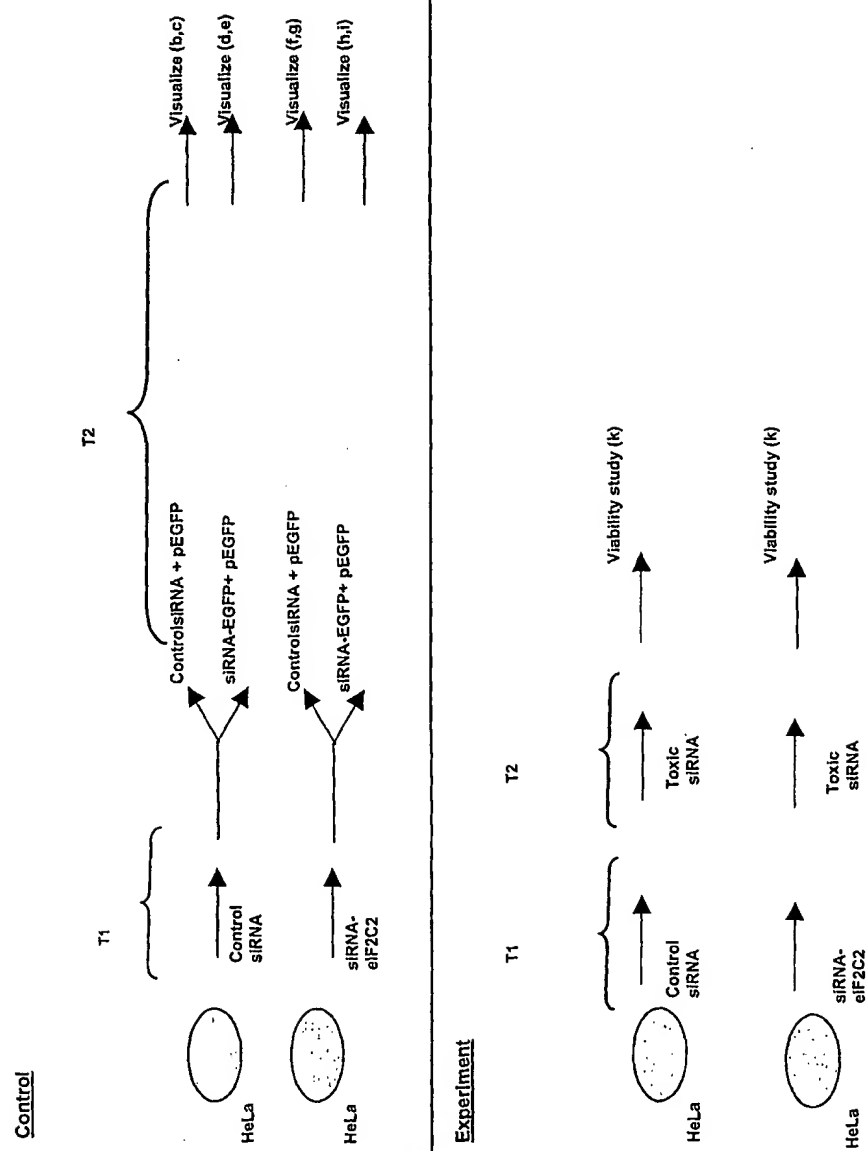 Control
T1
T2
HeLa
Control
siRNA
ControlsiRNA + pEGFP
siRNA-EGFP+ pEGFP
Visualize (b,c)
Visualize (d,e)
HeLa
siRNA-
eIF2C2
ControlsiRNA + pEGFP
siRNA-EGFP+ pEGFP
Visualize (f,g)
Visualize (h,i)
Experiment
T1
T2
HeLa
Control
siRNA
Toxic
siRNA
Viability study (k)
HeLa
siRNA-
eIF2C2
Toxic
siRNA
Viability study (k)